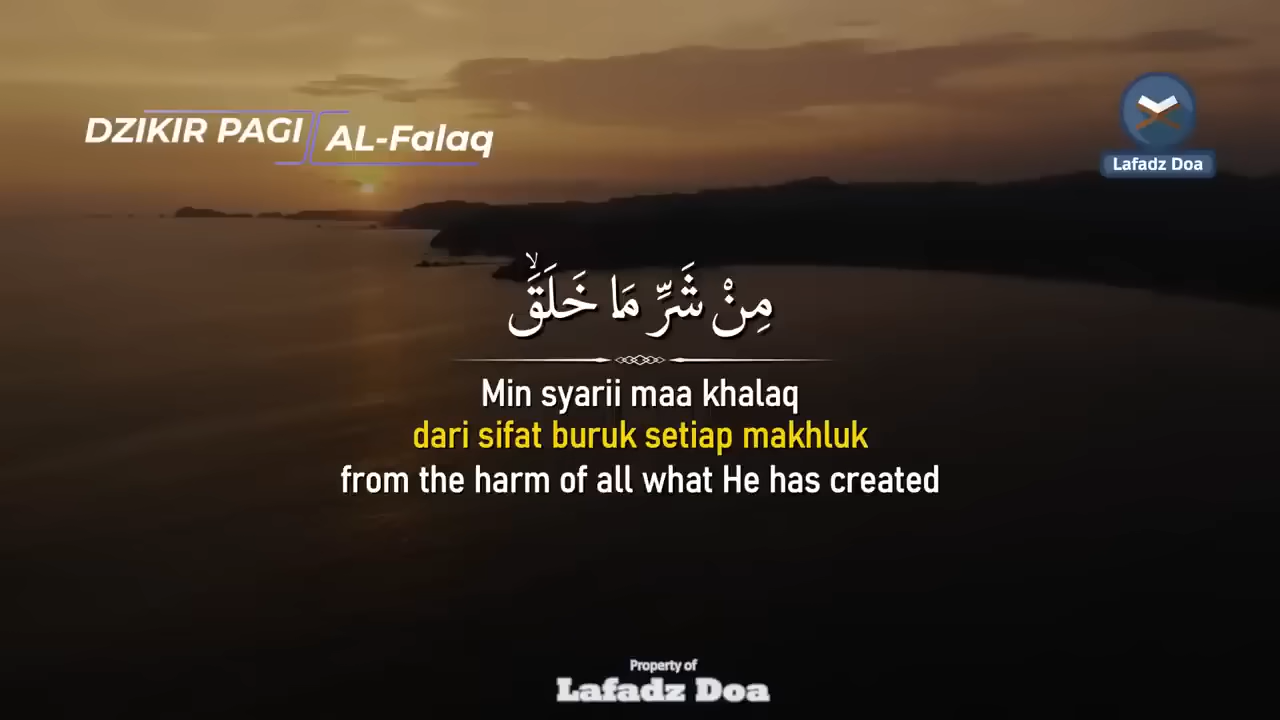 DZIKIR PAGI AL-Falaq
Lafadz Doa
مِنْ شَرِّ مَا خَلَقَۙ
Min syarii maa khalaq
dari sifat buruk setiap makhluk
from the harm of all what He has created
Property of
Lafadz Doa